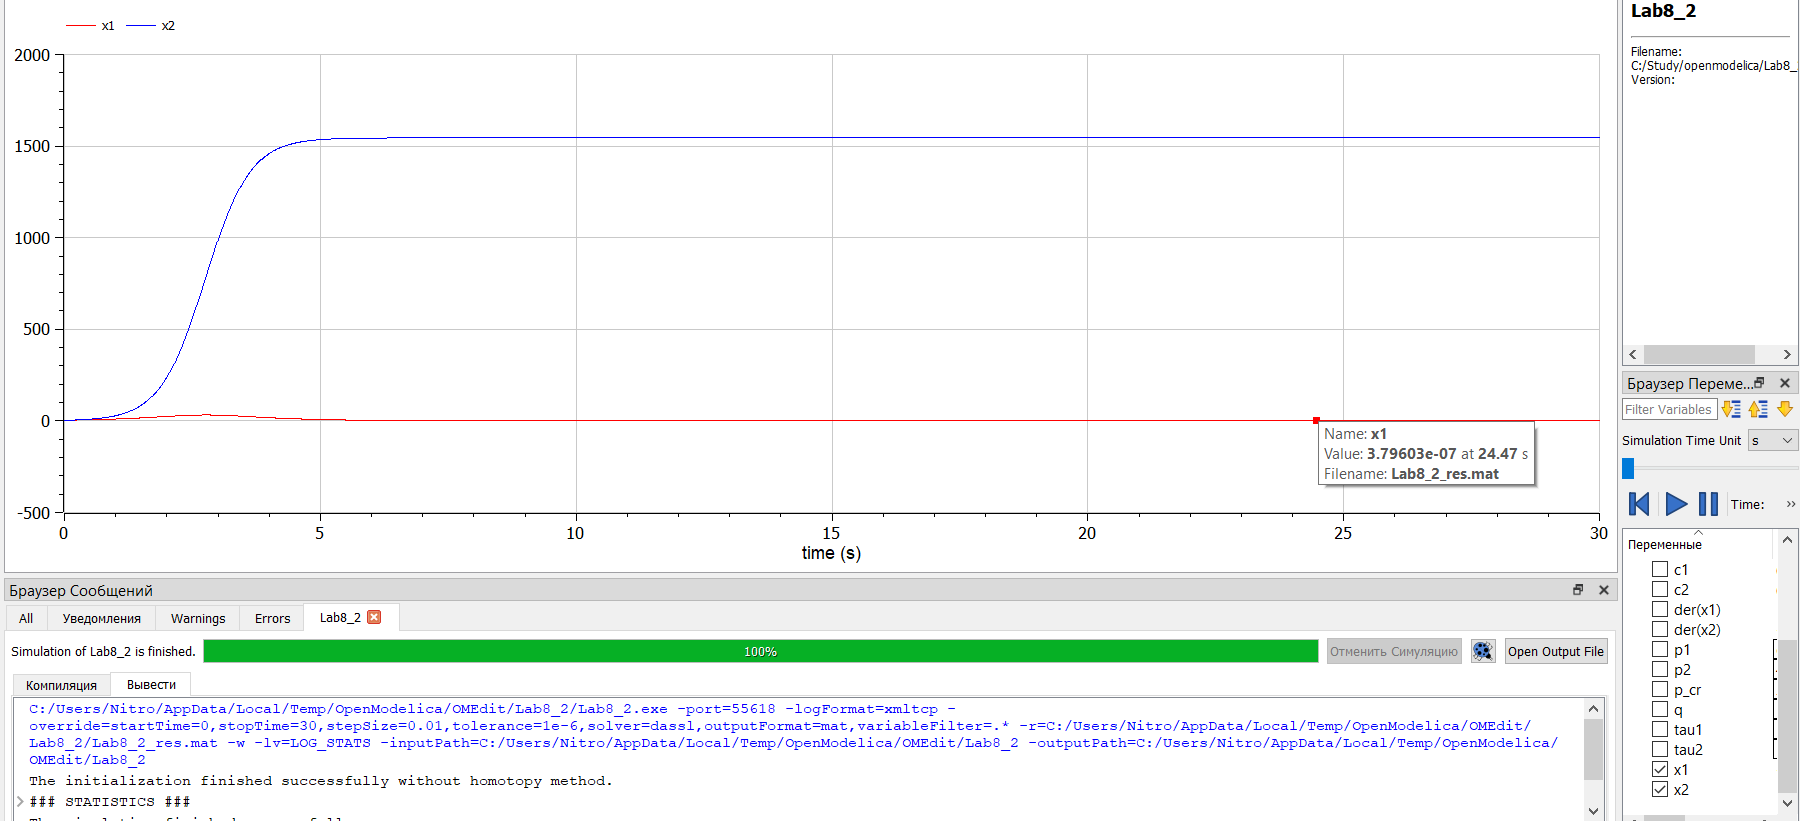 x1 x2
2000
1500
1000
500
0
-500
0 5 10 15 20 25 30
time (s)
Name: x1
Value: 3.79603e-07 at 24.47 s
Filename: Lab8_2_res.mat
Lab8_2
Filename:
C:/Study/openmodelica/Lab8_
Version:
Браузер Переме...
Filter Variables
Simulation Time Unit s
Time: »
Переменные
c1
c2
der(x1)
der(x2)
p1
p2
p_cr
q
tau1
tau2
x1
x2
Браузер Сообщений
All Уведомления Warnings Errors Lab8_2
Simulation of Lab8_2 is finished. 100% Отменить Симуляцию Open Output File
Компиляция Вывести
C:/Users/Nitro/AppData/Local/Temp/OpenModelica/OMEdit/Lab8_2/Lab8_2.exe -port=55618 -logFormat=xmltcp -
override=startTime=0,stopTime=30,stepSize=0.01,tolerance=1e-6,solver=dassl,outputFormat=mat,variableFilter=.* -r=C:/Users/Nitro/AppData/Local/Temp/OpenModelica/OMEdit/
Lab8_2/Lab8_2_res.mat -w -lv=LOG_STATS -inputPath=C:/Users/Nitro/AppData/Local/Temp/OpenModelica/OMEdit/Lab8_2 -outputPath=C:/Users/Nitro/AppData/Local/Temp/OpenModelica/
OMEdit/Lab8_2
The initialization finished successfully without homotopy method.
### STATISTICS ###